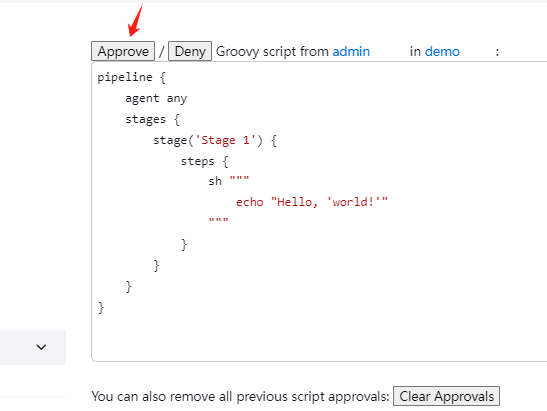 Approve / Deny Groovy script from admin in demo :
pipeline {
    agent any
    stages {
        stage('Stage 1') {
            steps {
                sh """
                    echo "Hello, 'world!'"
                """
            }
        }
    }
}
You can also remove all previous script approvals: Clear Approvals